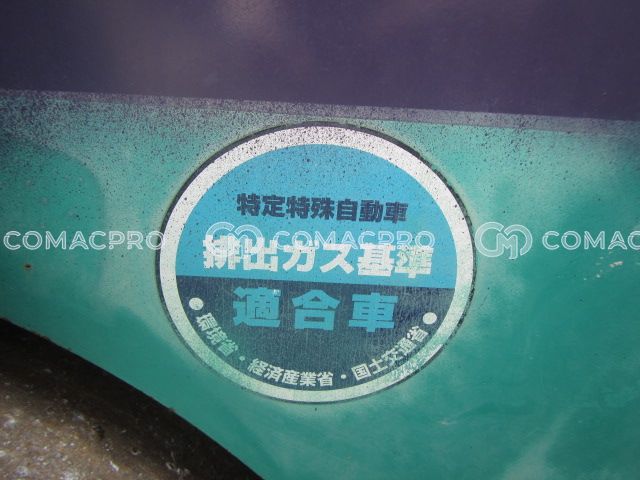 特定特殊自動車
COMACPRO COMACPRO COMACPRO
排出ガス基準
適合車
・環境省・経済産業省・国土交通省・